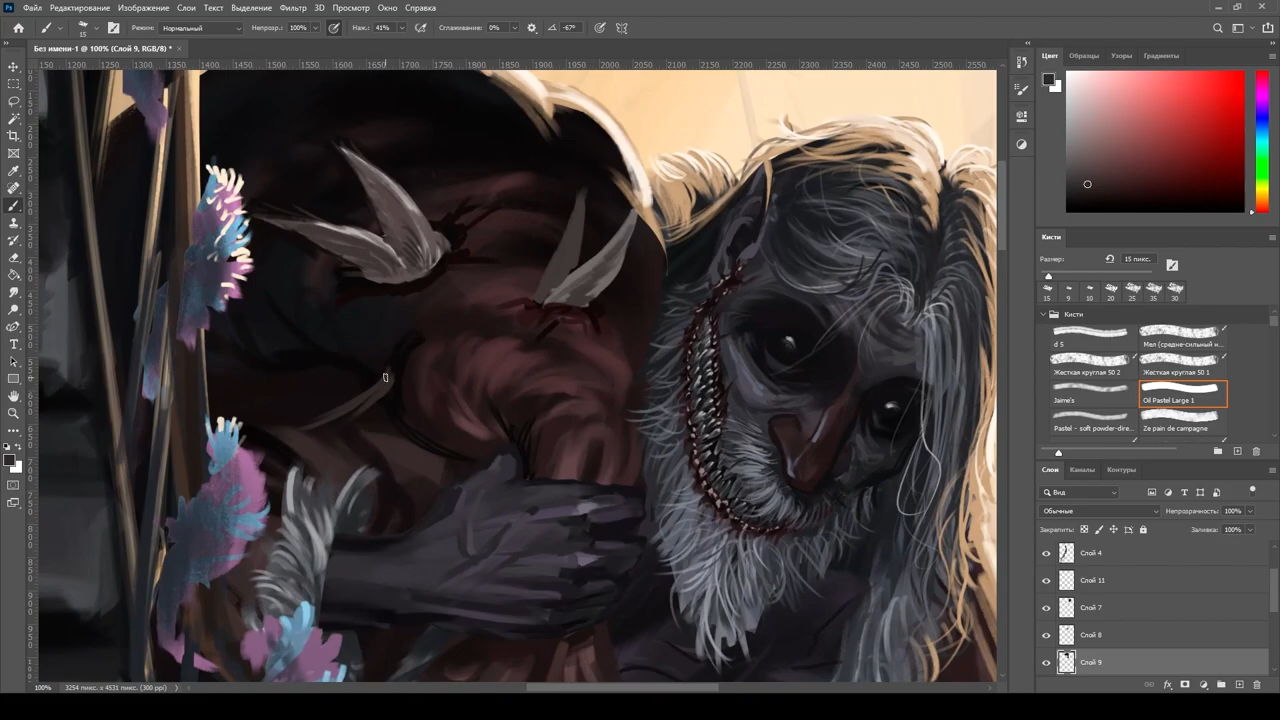 Файл Редактирование Изображение Слои Текст Выделение Фильтр 3D Просмотр Окно Справка
15 Режим: Нормальный Непрозр.: 100% Наж.: 41% Сглаживание: 0% -67°
Без имени-1 @ 100% (Слой 9, RGB/8) * ×
1200 1250 1300 1350 1400 1450 1500 1550 1600 1650 1700 1750 1800 1850 1900 1950 2000 2050 2100 2150 2200 2250 2300 2350 2400 2450 2500 2550
Цвет Образцы Узоры Градиенты
Кисти
Размер: 15 пикс.
15 9 10 20 25 35 30
Кисти
d 5 Мел (средне-сильный н...
Жесткая круглая 50 2 Жесткая круглая 50 1
Jaime's Oil Pastel Large 1
Pastel - soft powder-dire... Ze pain de campagne
Слои Каналы Контуры
Вид
Обычные Непрозрачность: 100%
Закрепить: Заливка: 100%
Слой 4
Слой 11
Слой 7
Слой 8
Слой 9
100% 3254 пикс. x 4531 пикс. (300 ppi)